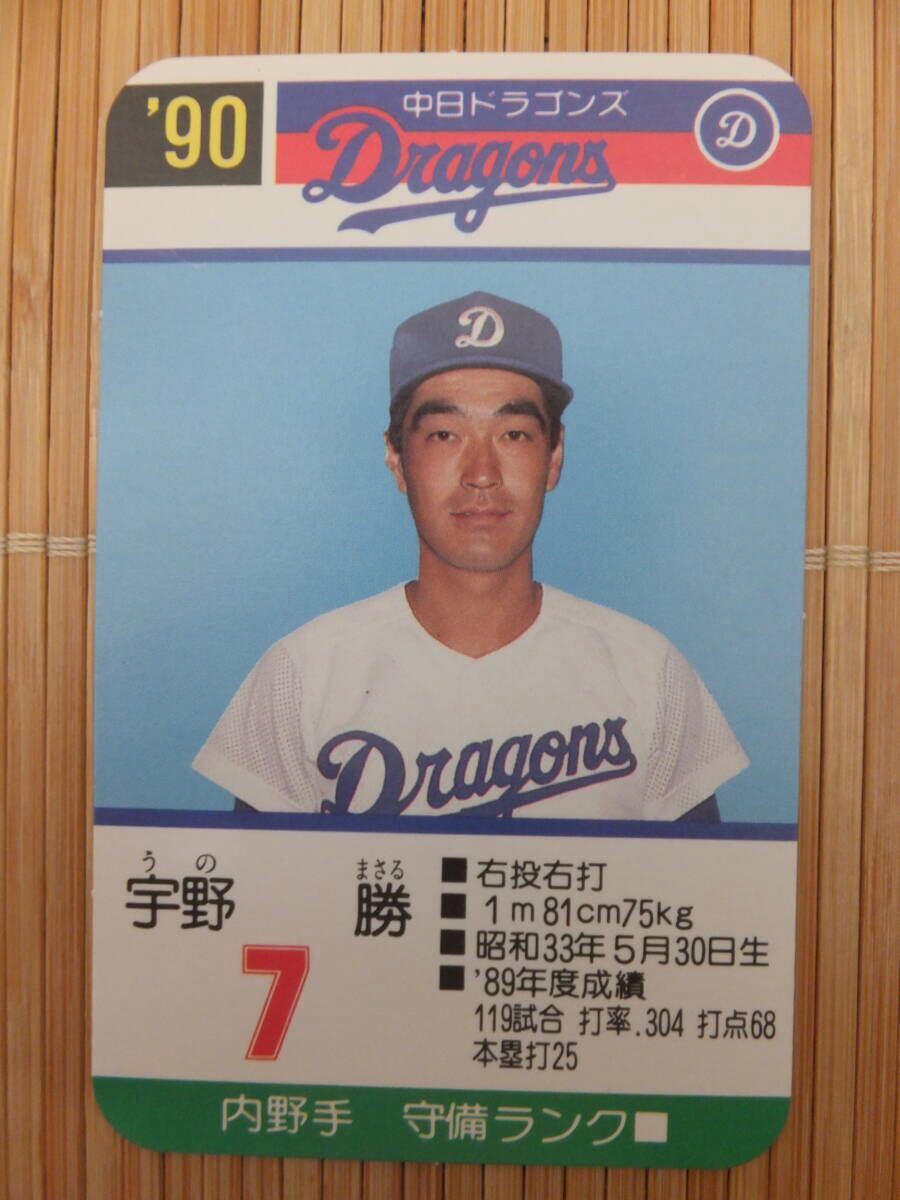 '90
中日ドラゴンズ
Dragons
D
D
Dragons
うの まさる
宇野 勝
7
■ 右投右打
■ 1m81cm75kg
■ 昭和33年5月30日生
■ '89年度成績
119試合 打率.304 打点68
本塁打25
内野手 守備ランク■